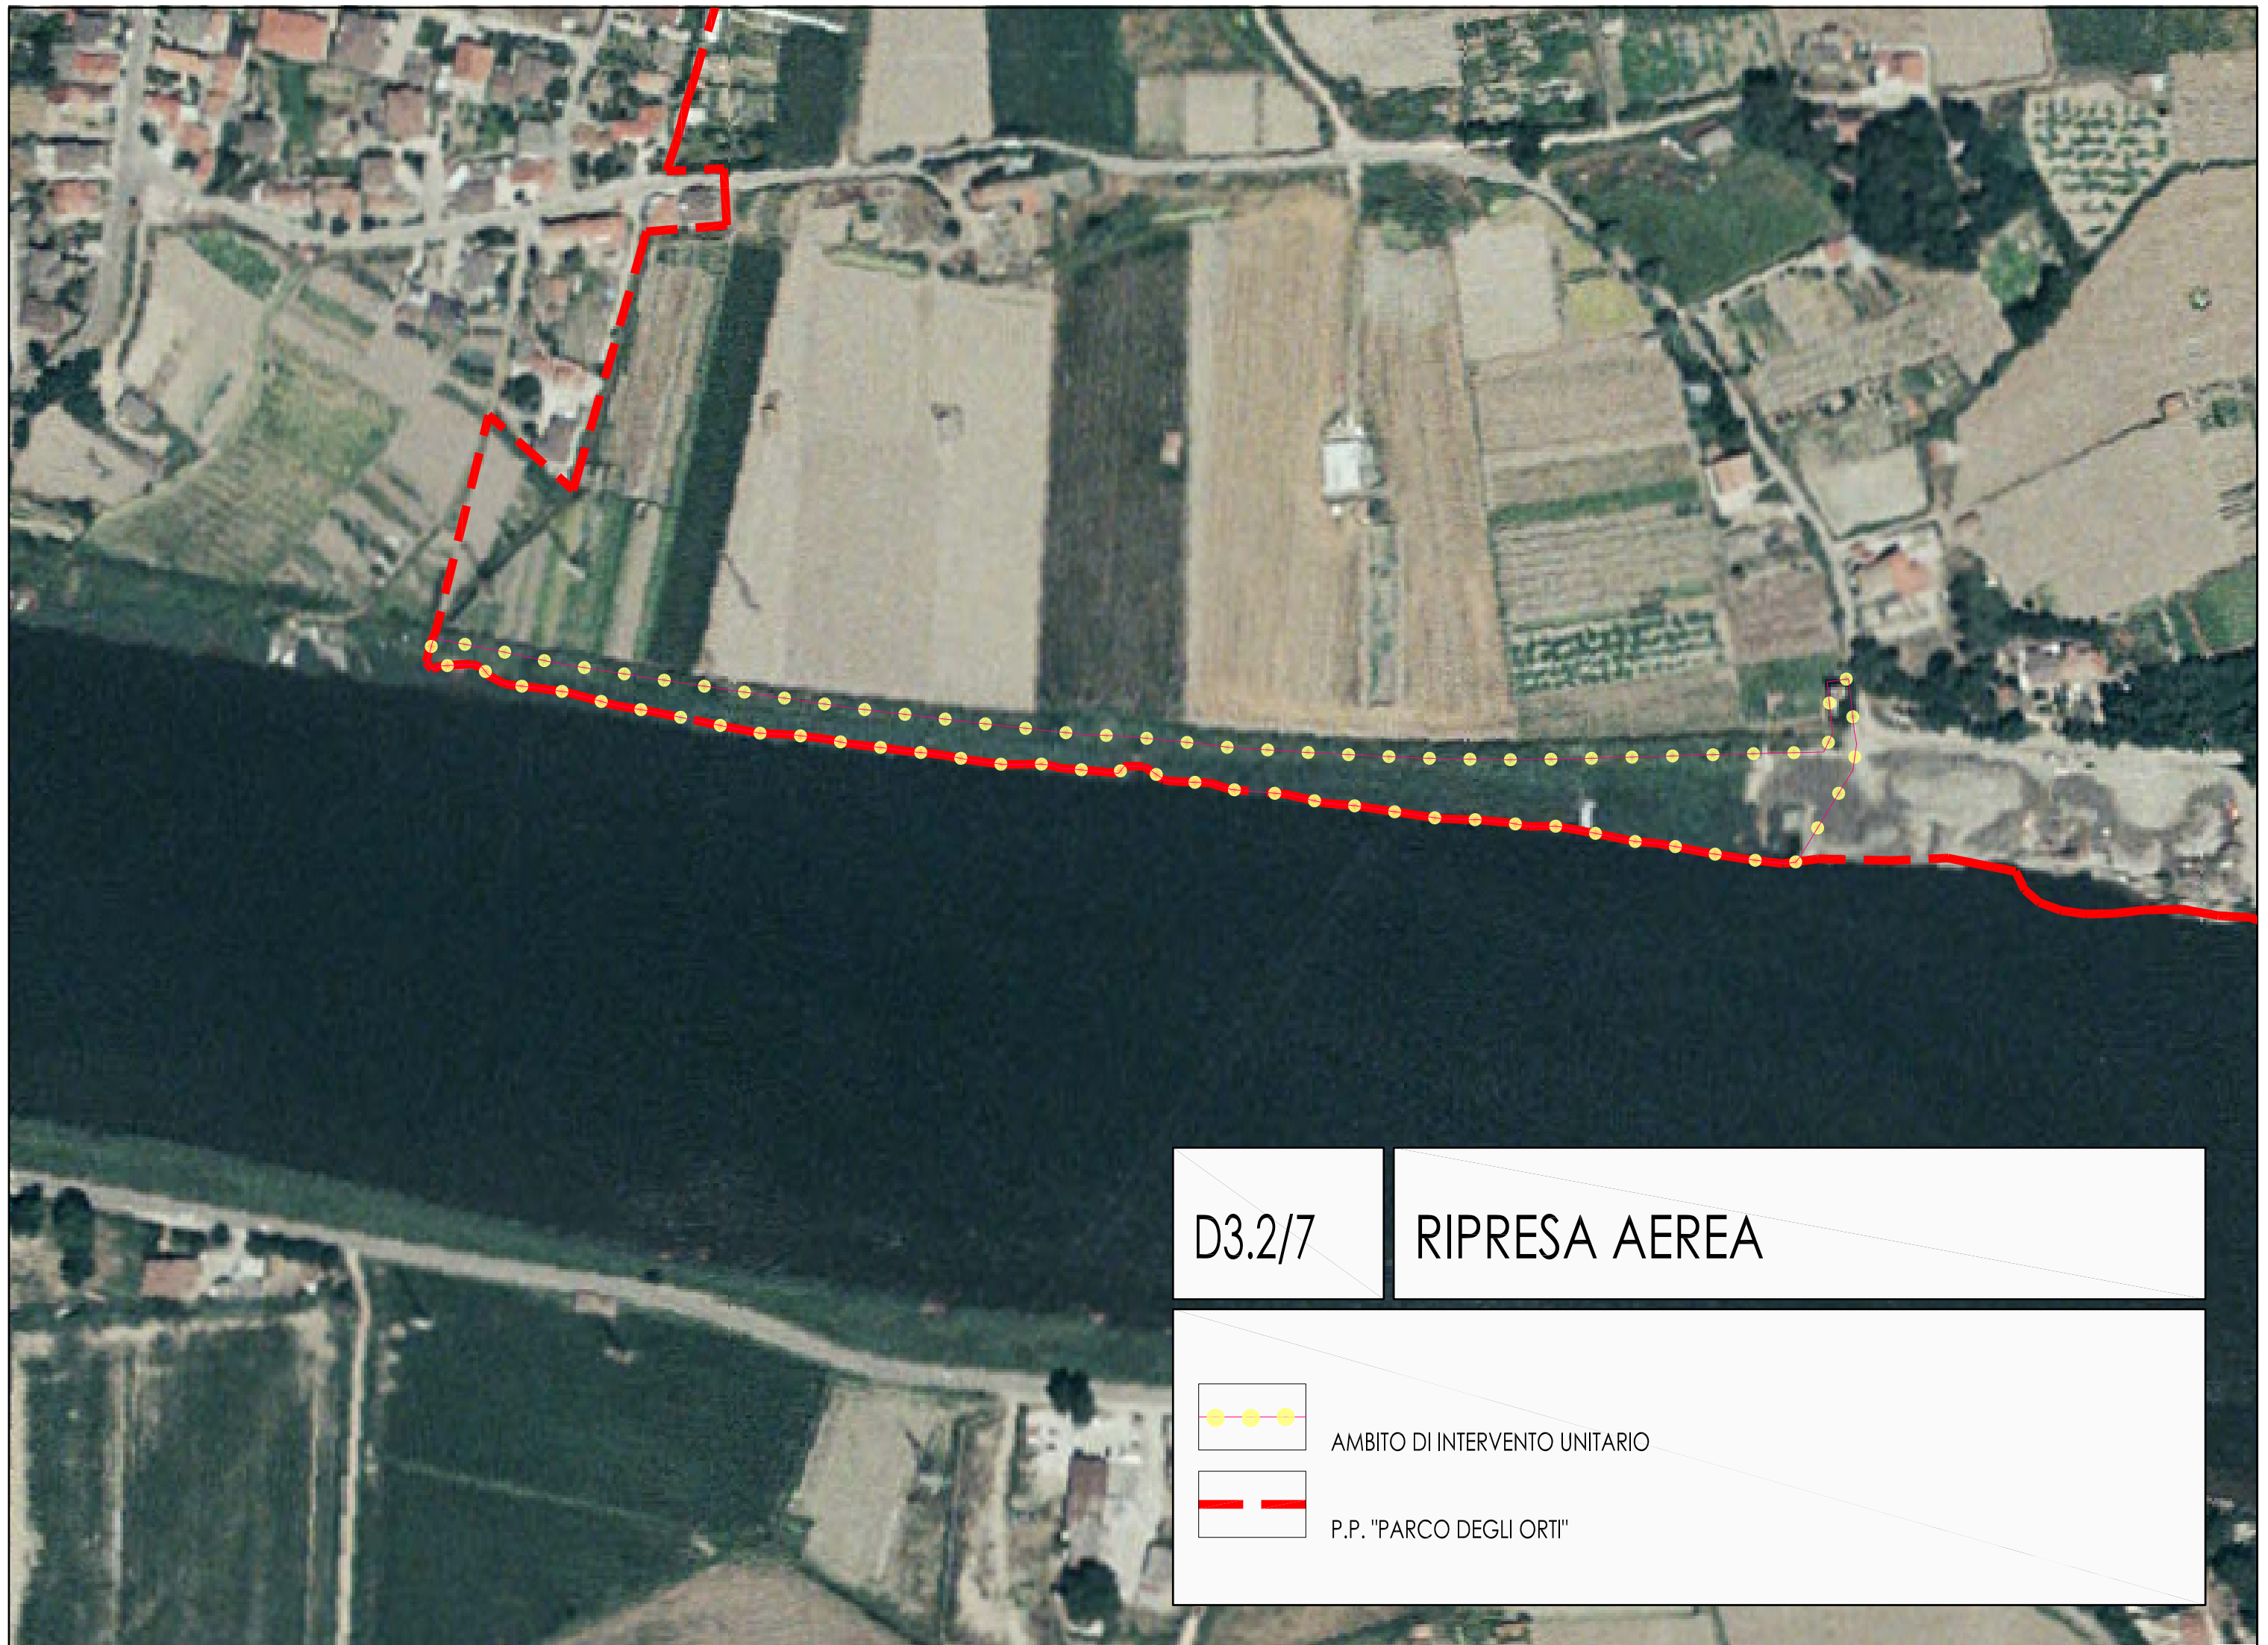 D3.2/7
RIPRESA AEREA
AMBITO DI INTERVENTO UNITARIO
P.P. "PARCO DEGLI ORTI"